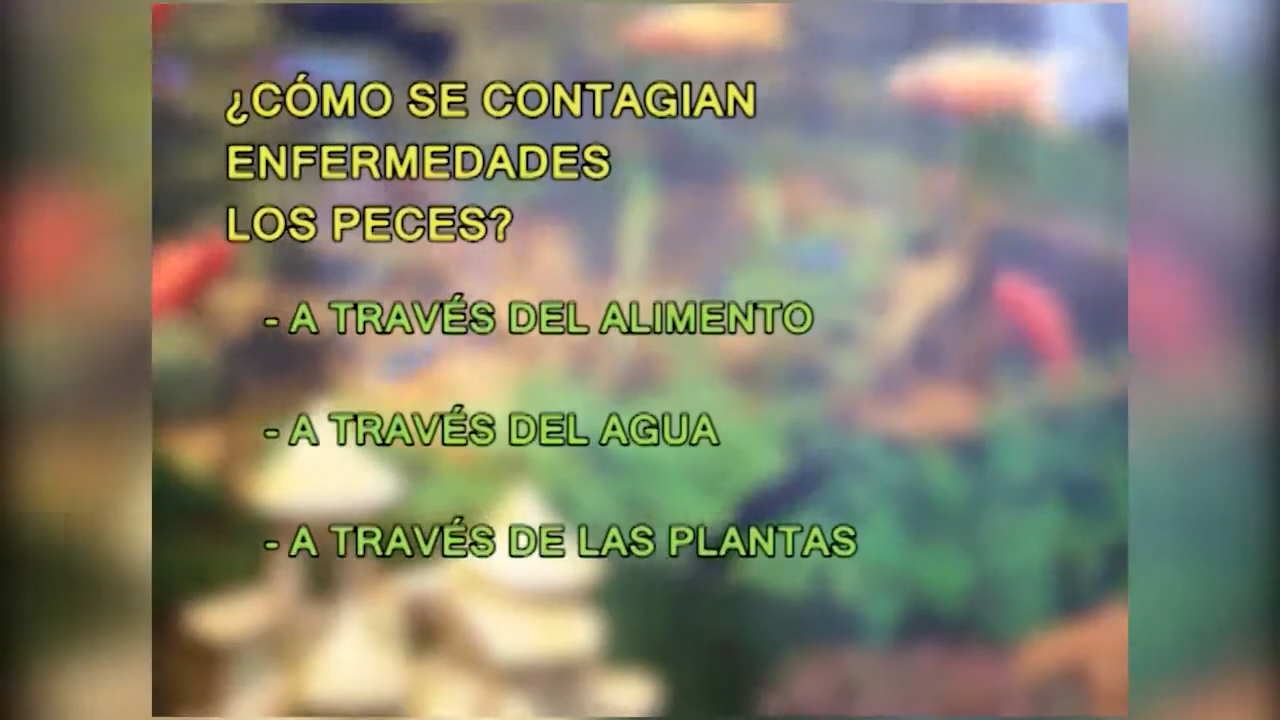 ¿CÓMO SE CONTAGIAN
ENFERMEDADES
LOS PECES?
- A TRAVÉS DEL ALIMENTO
- A TRAVÉS DEL AGUA
- A TRAVÉS DE LAS PLANTAS